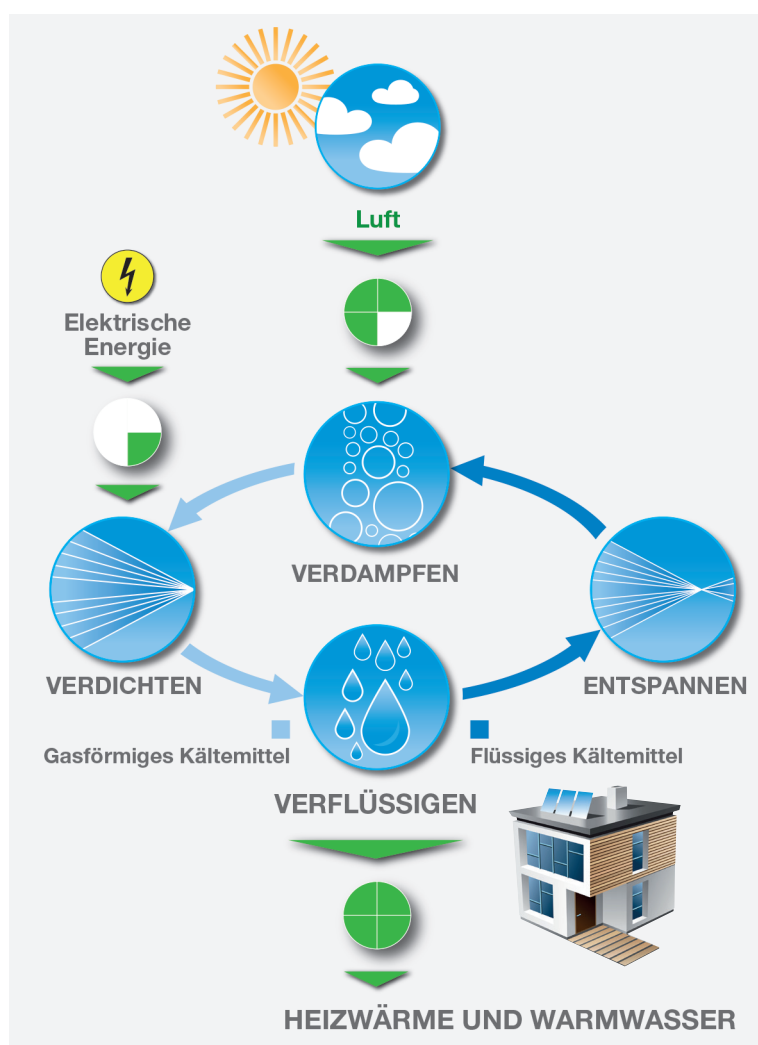 Luft
Elektrische
Energie
VERDAMPFEN
VERDICHTEN
ENTSPANNEN
Gasförmiges Kältemittel
Flüssiges Kältemittel
VERFLÜSSIGEN
HEIZWÄRME UND WARMWASSER